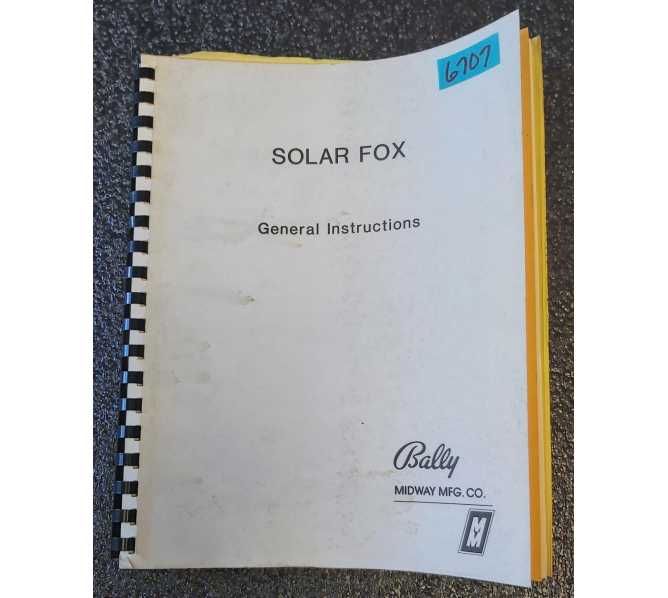 6707
SOLAR FOX
General Instructions
Bally
MIDWAY MFG. CO.
M
M